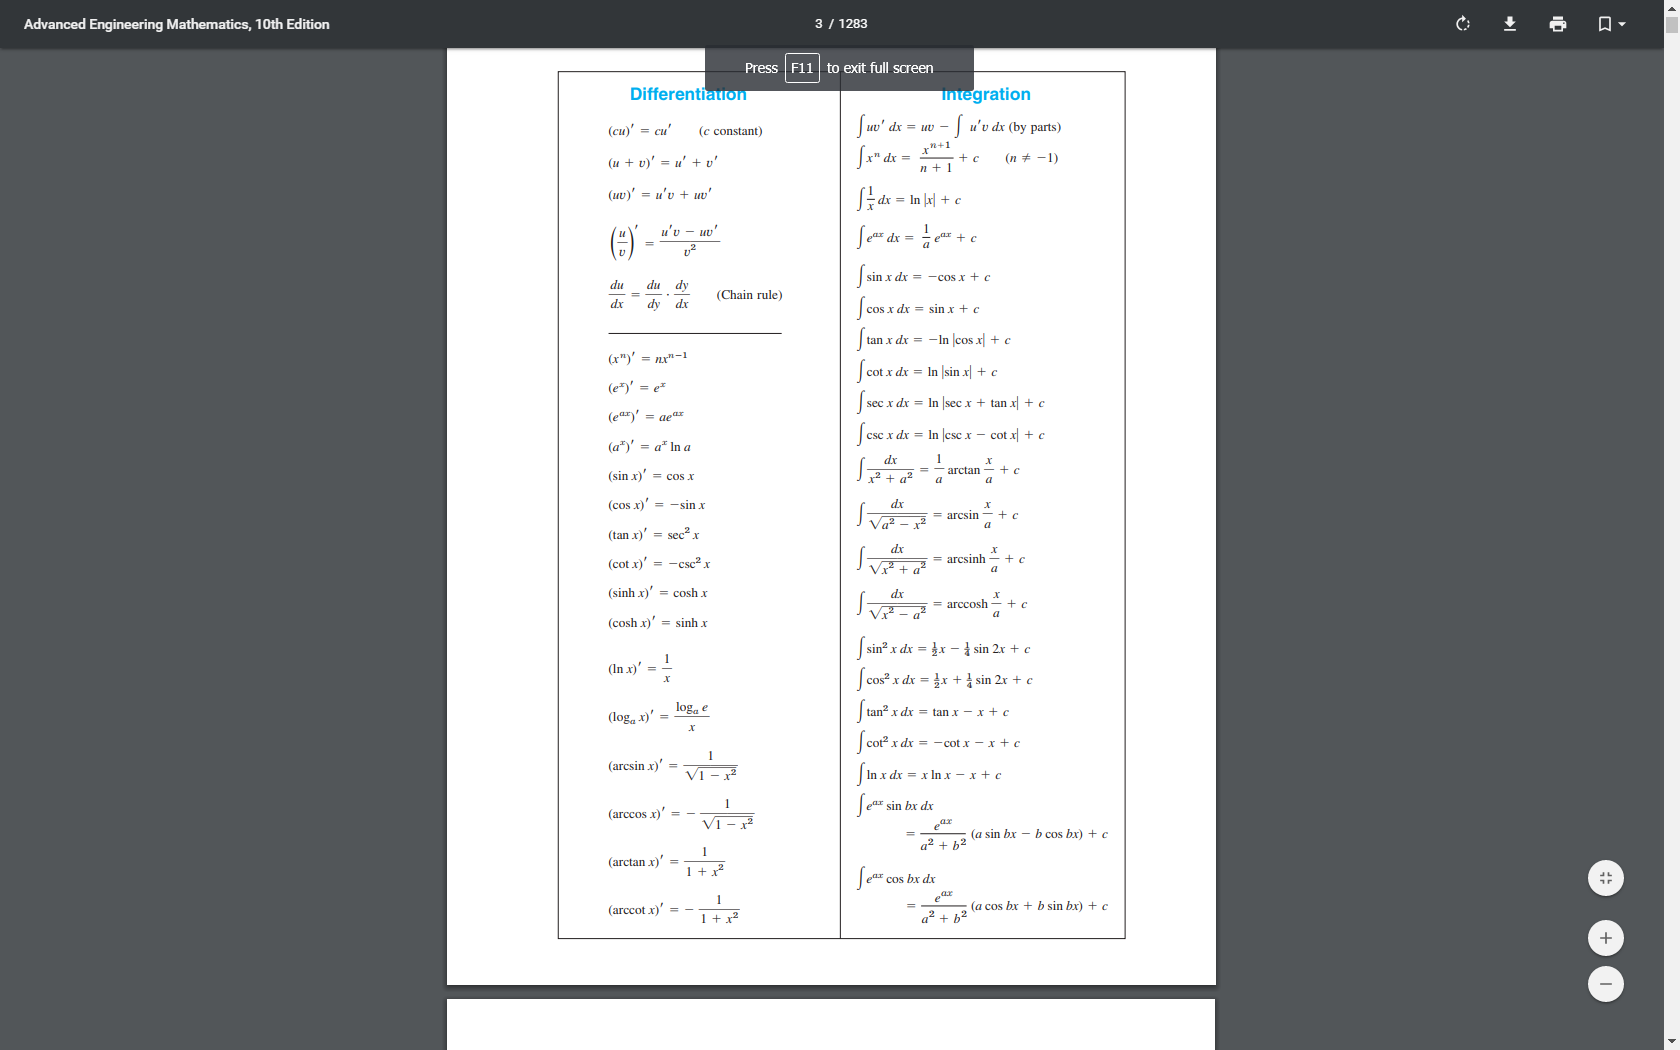 Advanced Engineering Mathematics, 10th Edition
3 / 1283
Press F11 to exit full screen
Differentiation
(cu)′ = cu′ (c constant)
(u + v)′ = u′ + v′
(uv)′ = u′v + uv′
(u/v)′ = (u′v − uv′)/v²
du/dx = du/dy · dy/dx (Chain rule)
(xⁿ)′ = nxⁿ⁻¹
(eˣ)′ = eˣ
(e^{ax})′ = ae^{ax}
(aˣ)′ = aˣ ln a
(sin x)′ = cos x
(cos x)′ = −sin x
(tan x)′ = sec² x
(cot x)′ = −csc² x
(sinh x)′ = cosh x
(cosh x)′ = sinh x
(ln x)′ = 1/x
(logₐ x)′ = logₐ e/x
(arcsin x)′ = 1/√(1 − x²)
(arccos x)′ = −1/√(1 − x²)
(arctan x)′ = 1/(1 + x²)
(arccot x)′ = −1/(1 + x²)
Integration
∫uv′ dx = uv − ∫u′v dx (by parts)
∫xⁿ dx = xⁿ⁺¹/(n + 1) + c (n ≠ −1)
∫1/x dx = ln |x| + c
∫e^{ax} dx = 1/a e^{ax} + c
∫sin x dx = −cos x + c
∫cos x dx = sin x + c
∫tan x dx = −ln |cos x| + c
∫cot x dx = ln |sin x| + c
∫sec x dx = ln |sec x + tan x| + c
∫csc x dx = ln |csc x − cot x| + c
∫dx/(x² + a²) = 1/a arctan x/a + c
∫dx/√(a² − x²) = arcsin x/a + c
∫dx/√(x² + a²) = arcsinh x/a + c
∫dx/√(x² − a²) = arccosh x/a + c
∫sin² x dx = ½x − ¼ sin 2x + c
∫cos² x dx = ½x + ¼ sin 2x + c
∫tan² x dx = tan x − x + c
∫cot² x dx = −cot x − x + c
∫ln x dx = x ln x − x + c
∫e^{ax} sin bx dx
= e^{ax}/(a² + b²) (a sin bx − b cos bx) + c
∫e^{ax} cos bx dx
= e^{ax}/(a² + b²) (a cos bx + b sin bx) + c